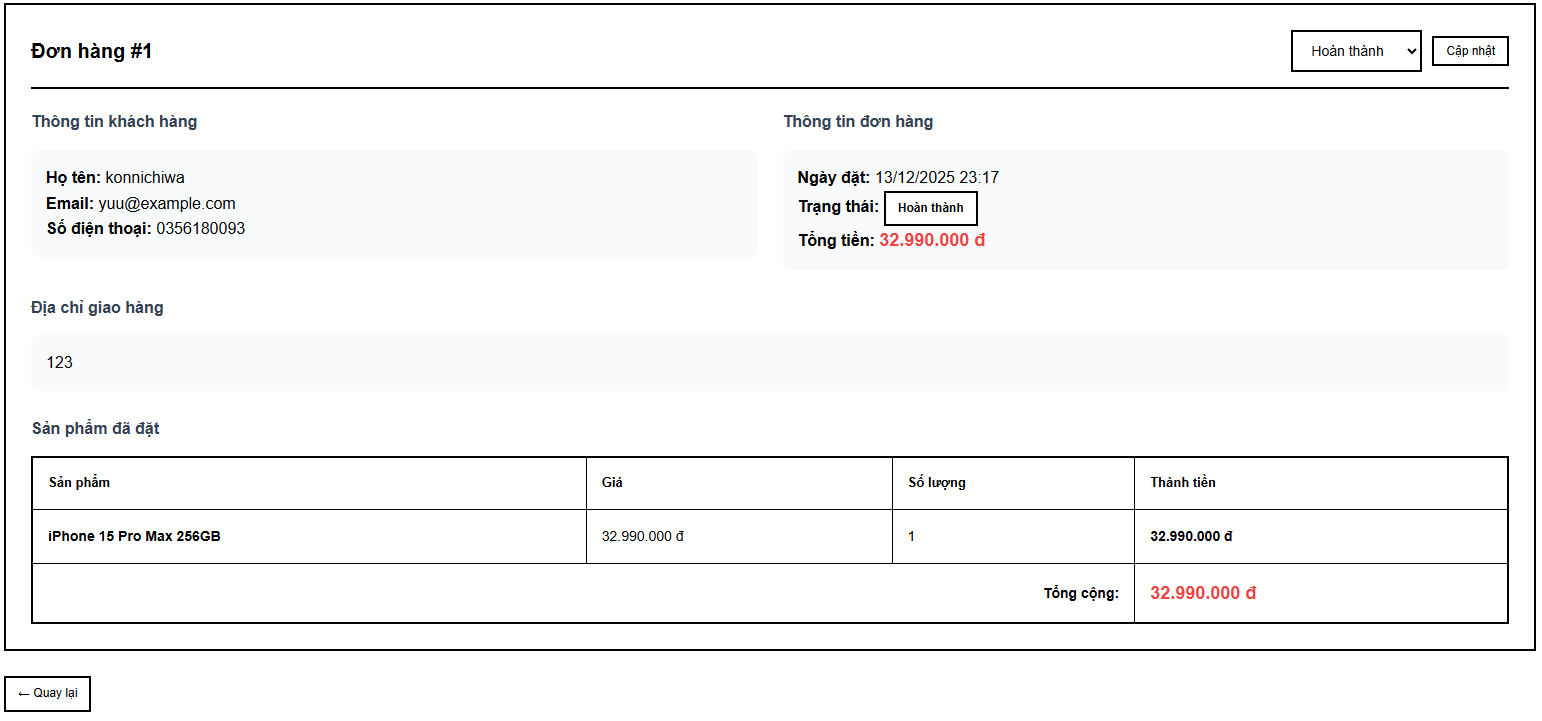 Đơn hàng #1
Hoàn thành
Cập nhật
Thông tin khách hàng
Họ tên: konnichiwa
Email: yuu@example.com
Số điện thoại: 0356180093
Thông tin đơn hàng
Ngày đặt: 13/12/2025 23:17
Trạng thái: Hoàn thành
Tổng tiền: 32.990.000 đ
Địa chỉ giao hàng
123
Sản phẩm đã đặt
Sản phẩm Giá Số lượng Thành tiền
iPhone 15 Pro Max 256GB 32.990.000 đ 1 32.990.000 đ
Tổng cộng: 32.990.000 đ
← Quay lại